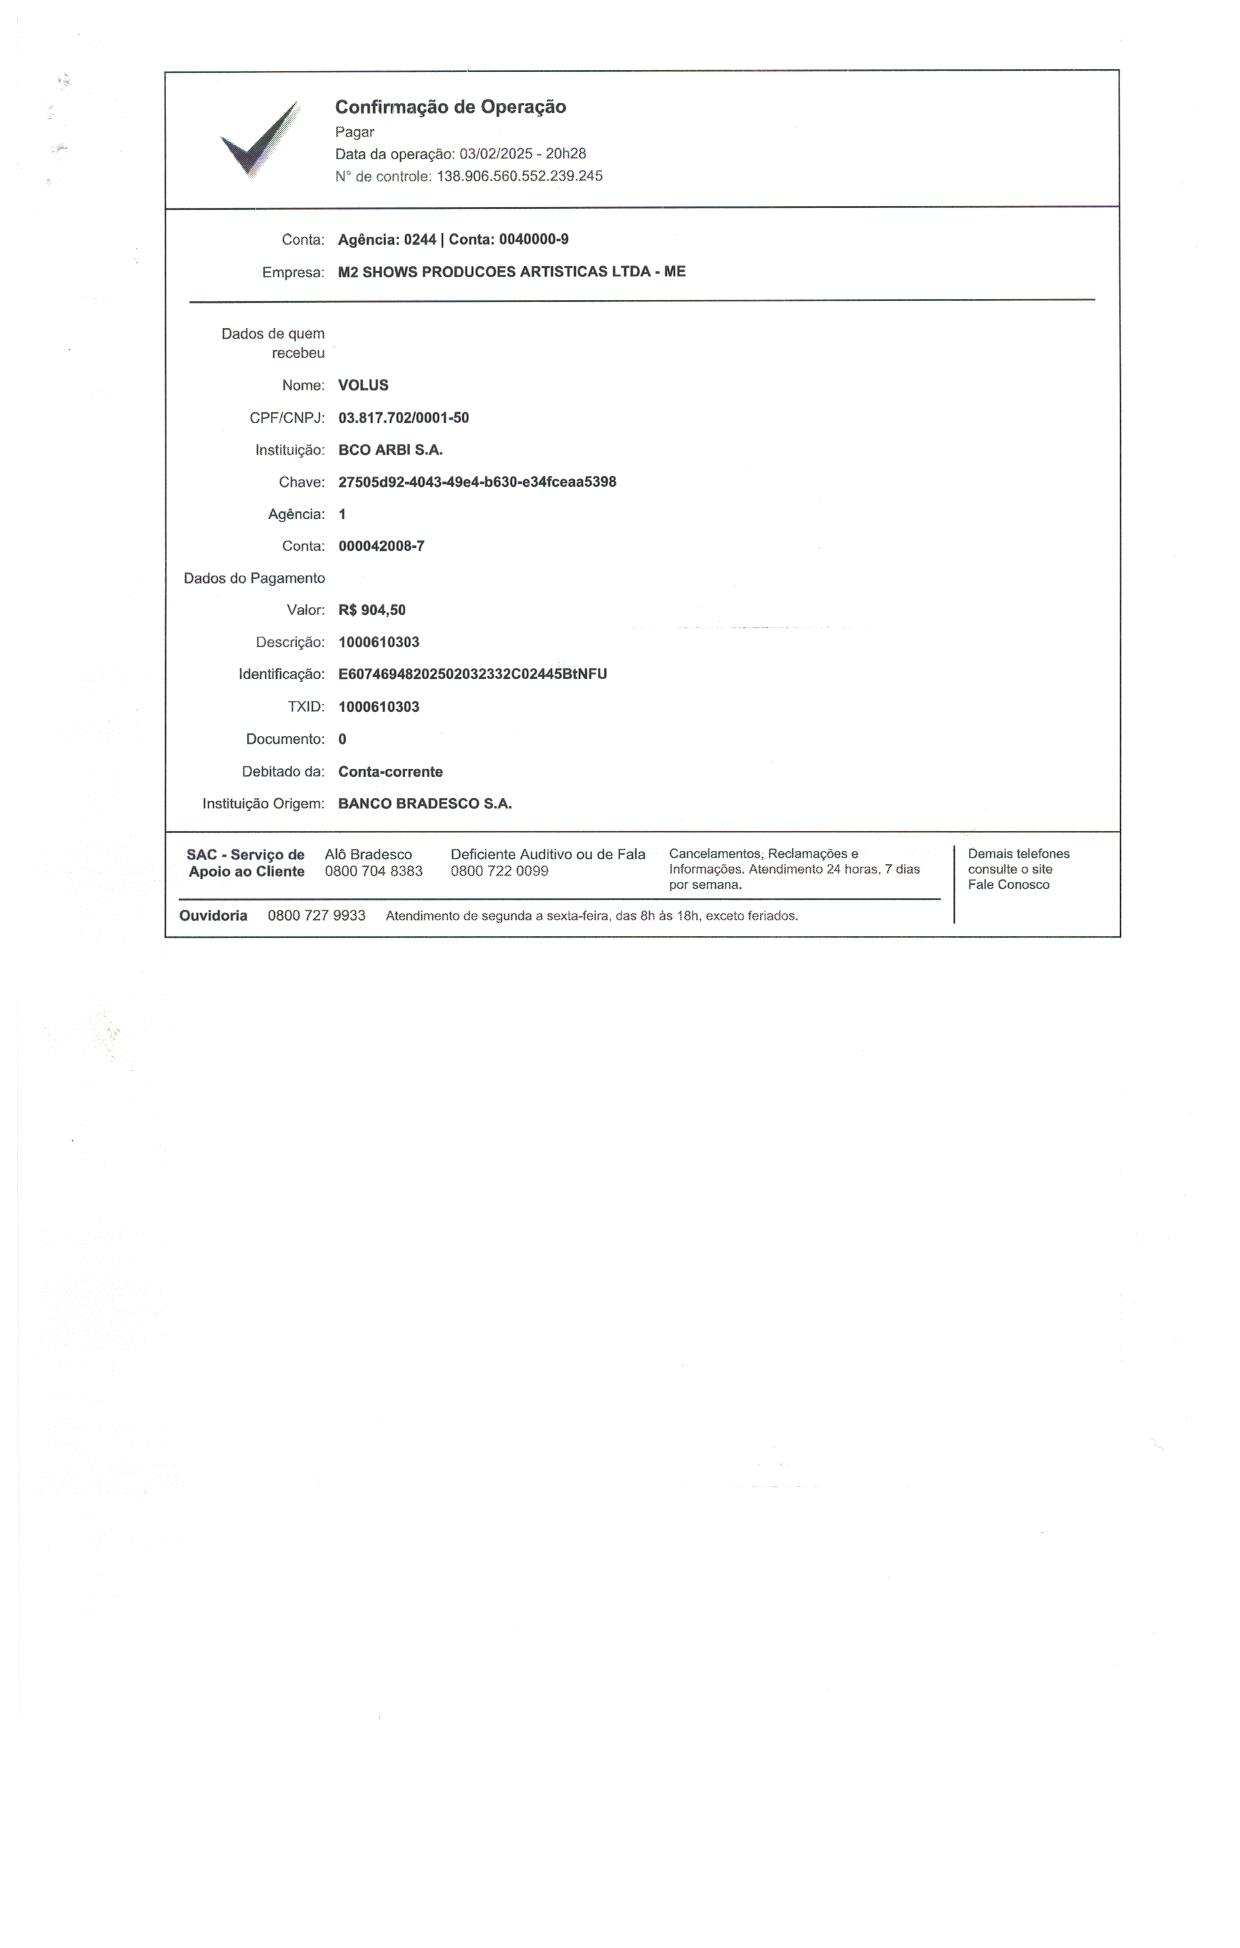 Confirmação de Operação
Pagar
Data da operação: 03/02/2025 - 20h28
N° de controle: 138.906.560.552.239.245
Conta: Agência: 0244 | Conta: 0040000-9
Empresa: M2 SHOWS PRODUCOES ARTISTICAS LTDA - ME
Dados de quem
recebeu
Nome: VOLUS
CPF/CNPJ: 03.817.702/0001-50
Instituição: BCO ARBI S.A.
Chave: 27505d92-4043-49e4-b630-e34fceaa5398
Agência: 1
Conta: 000042008-7
Dados do Pagamento
Valor: R$ 904,50
Descrição: 1000610303
Identificação: E60746948202502032332C02445BtNFU
TXID: 1000610303
Documento: 0
Debitado da: Conta-corrente
Instituição Origem: BANCO BRADESCO S.A.
SAC - Serviço de
Apoio ao Cliente
Alô Bradesco
0800 704 8383
Deficiente Auditivo ou de Fala
0800 722 0099
Cancelamentos, Reclamações e
Informações. Atendimento 24 horas, 7 dias
por semana.
Demais telefones
consulte o site
Fale Conosco
Ouvidoria 0800 727 9933 Atendimento de segunda a sexta-feira, das 8h às 18h, exceto feriados.